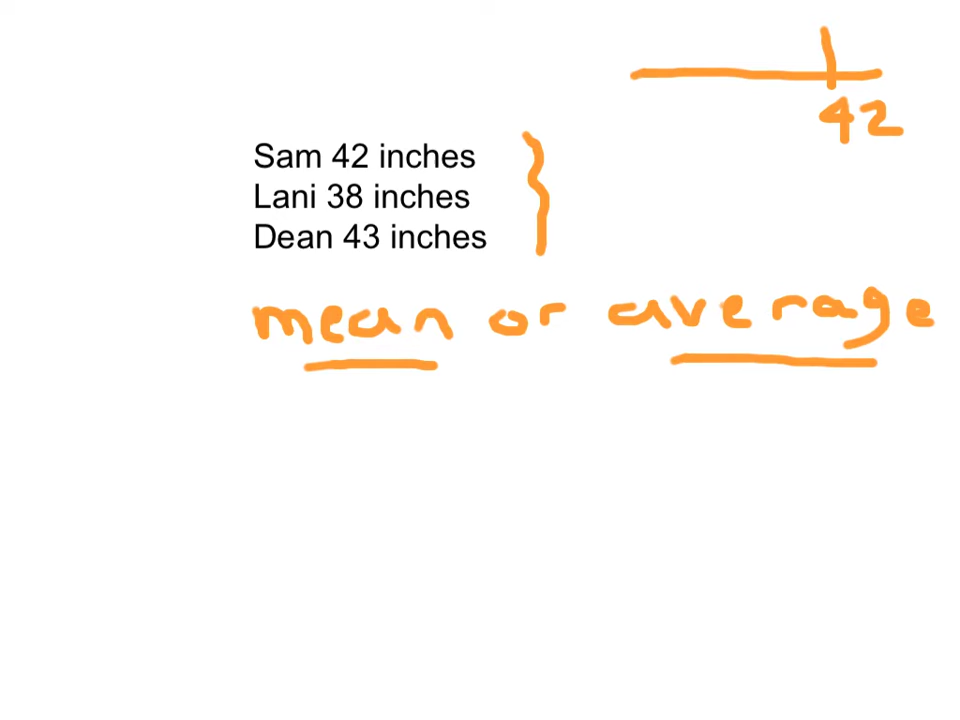 42
Sam 42 inches
Lani 38 inches
Dean 43 inches
mean or average